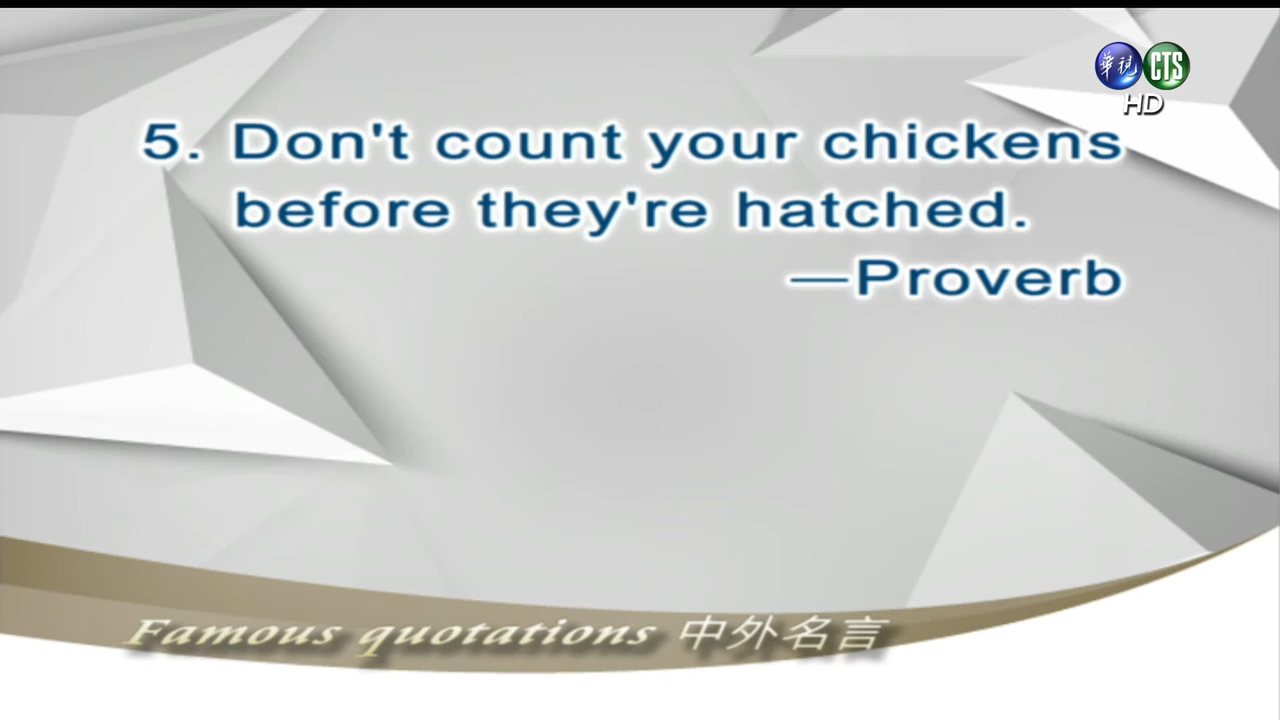 華視 CTS
HD
5. Don't count your chickens
before they're hatched.
—Proverb
Famous quotations 中外名言